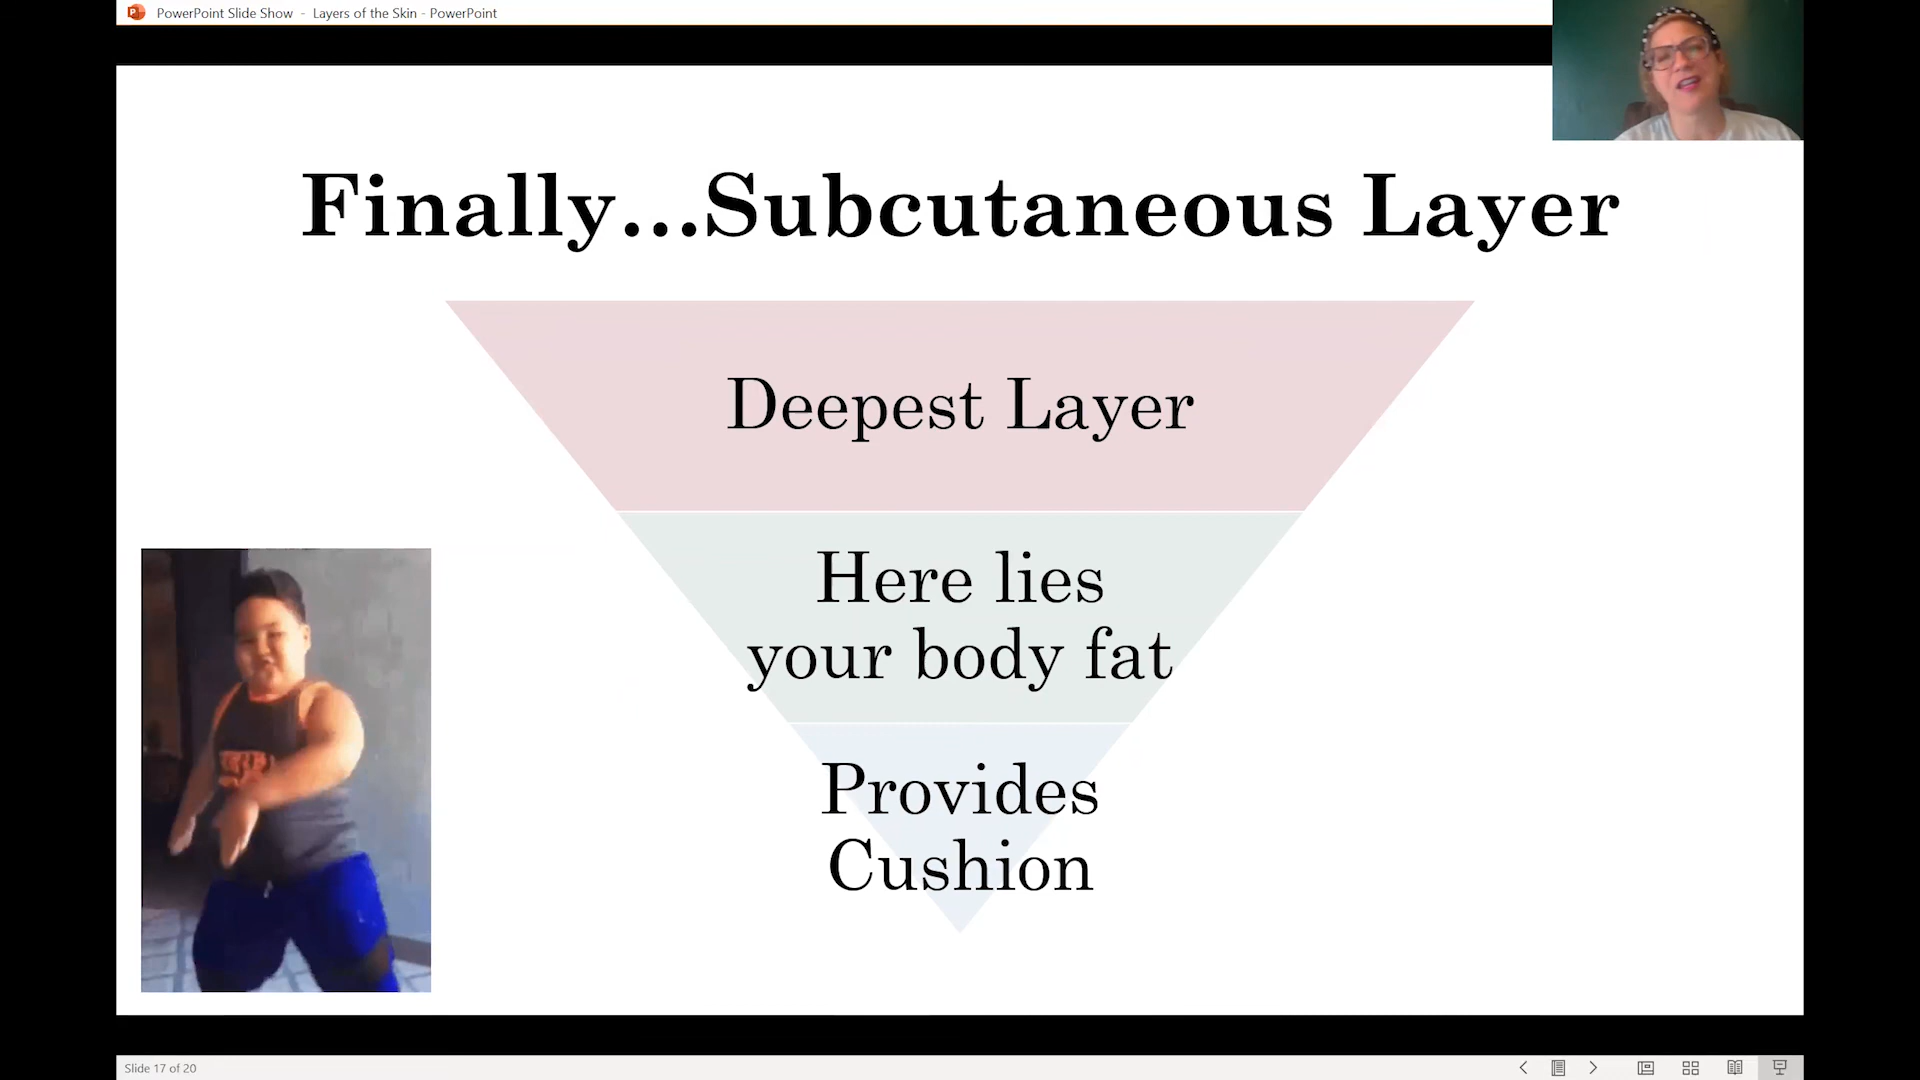 PowerPoint Slide Show - Layers of the Skin - PowerPoint
Finally...Subcutaneous Layer
Deepest Layer
Here lies
your body fat
Provides
Cushion
Slide 17 of 20